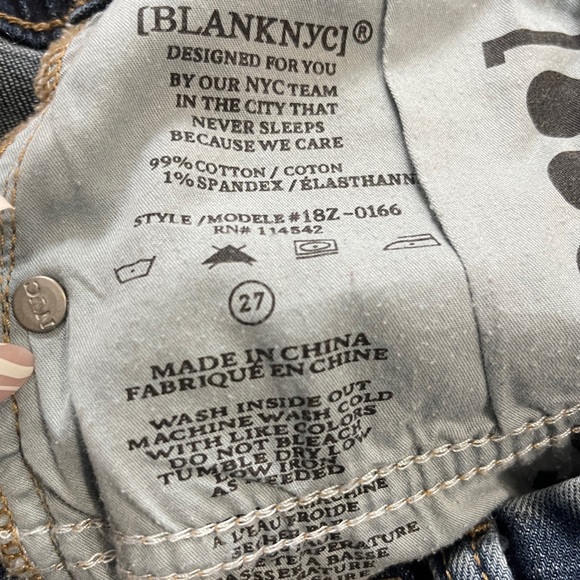 [BLANKNYC]®
DESIGNED FOR YOU
BY OUR NYC TEAM
IN THE CITY THAT
NEVER SLEEPS
BECAUSE WE CARE
99% COTTON / COTON
1% SPANDEX / ÉLASTHANN
STYLE / MODELE #18Z-0166
RN# 114542
27
MADE IN CHINA
FABRIQUÉ EN CHINE
WASH INSIDE OUT
MACHINE WASH COLD
WITH LIKE COLORS
DO NOT BLEACH
TUMBLE DRY LOW
LOW IRON
AS NEEDED
À L'EAU FROIDE